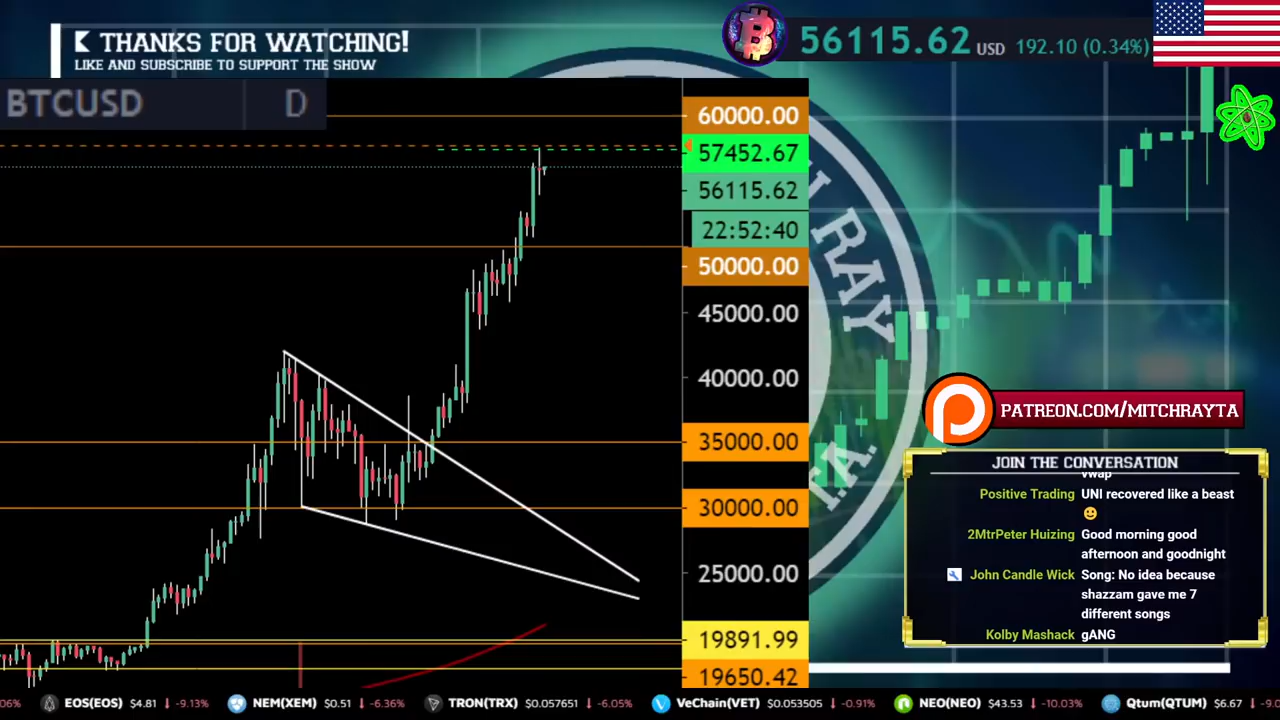 THANKS FOR WATCHING!
LIKE AND SUBSCRIBE TO SUPPORT THE SHOW
56115.62 USD 192.10 (0.34%)
BTCUSD D
60000.00
57452.67
56115.62
22:52:40
50000.00
45000.00
40000.00
35000.00
30000.00
25000.00
19891.99
19650.42
RAY
T.A.
PATREON.COM/MITCHRAYTA
JOIN THE CONVERSATION
vwap
Positive Trading UNI recovered like a beast
2MtrPeter Huizing Good morning good
afternoon and goodnight
John Candle Wick Song: No idea because
shazzam gave me 7
different songs
Kolby Mashack gANG
06% EOS(EOS) $4.81 ↓ -9.13% NEM(XEM) $0.51 ↓ -6.36% TRON(TRX) $0.057651 ↓ -6.05% VeChain(VET) $0.053505 ↓ -0.91% NEO(NEO) $43.53 ↓ -10.03% Qtum(QTUM) $6.67 ↓ -9.0